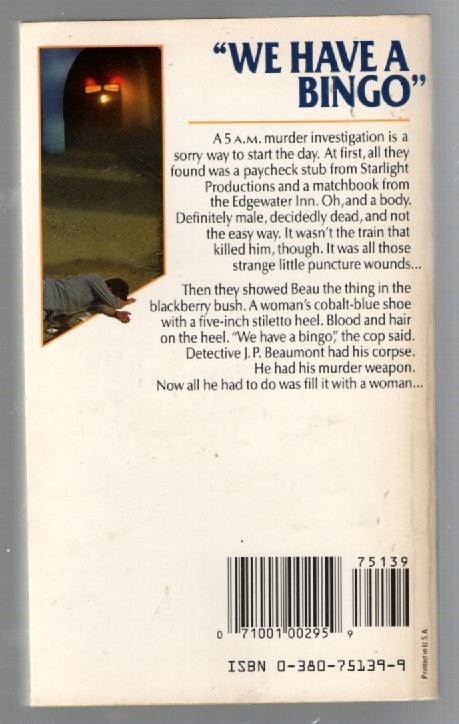 “WE HAVE A
BINGO”
A 5 A.M. murder investigation is a
sorry way to start the day. At first, all they
found was a paycheck stub from Starlight
Productions and a matchbook from
the Edgewater Inn. Oh, and a body.
Definitely male, decidedly dead, and not
the easy way. It wasn't the train that
killed him, though. It was all those
strange little puncture wounds...
Then they showed Beau the thing in the
blackberry bush. A woman's cobalt-blue shoe
with a five-inch stiletto heel. Blood and hair
on the heel. “We have a bingo,” the cop said.
Detective J. P. Beaumont had his corpse.
He had his murder weapon.
Now all he had to do was fill it with a woman...
75139
0 71001 00295 9
ISBN 0-380-75139-9
Printed in U.S.A.